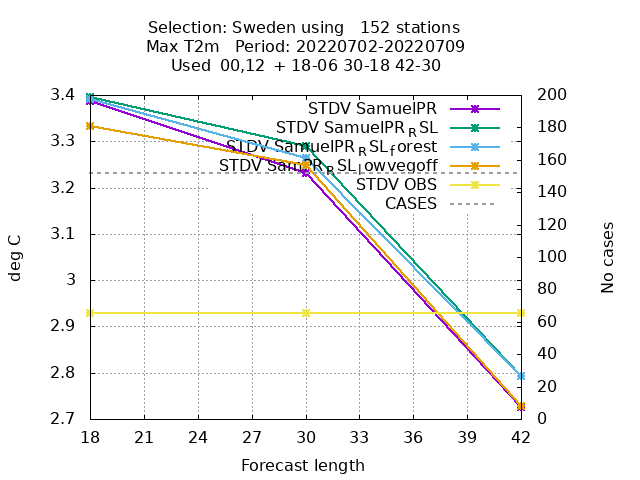 Selection: Sweden using 152 stations
Max T2m Period: 20220702-20220709
Used 00,12 + 18-06 30-18 42-30
3.4
3.3
3.2
3.1
3
2.9
2.8
2.7
deg C
STDV SamuelPR
STDV SamuelPR_RSL
STDV SamuelPR_RSL_forest
STDV SamPR_RSL_lowvegoff
STDV OBS
CASES
200
180
160
140
120
100
80
60
40
20
0
No cases
18 21 24 27 30 33 36 39 42
Forecast length